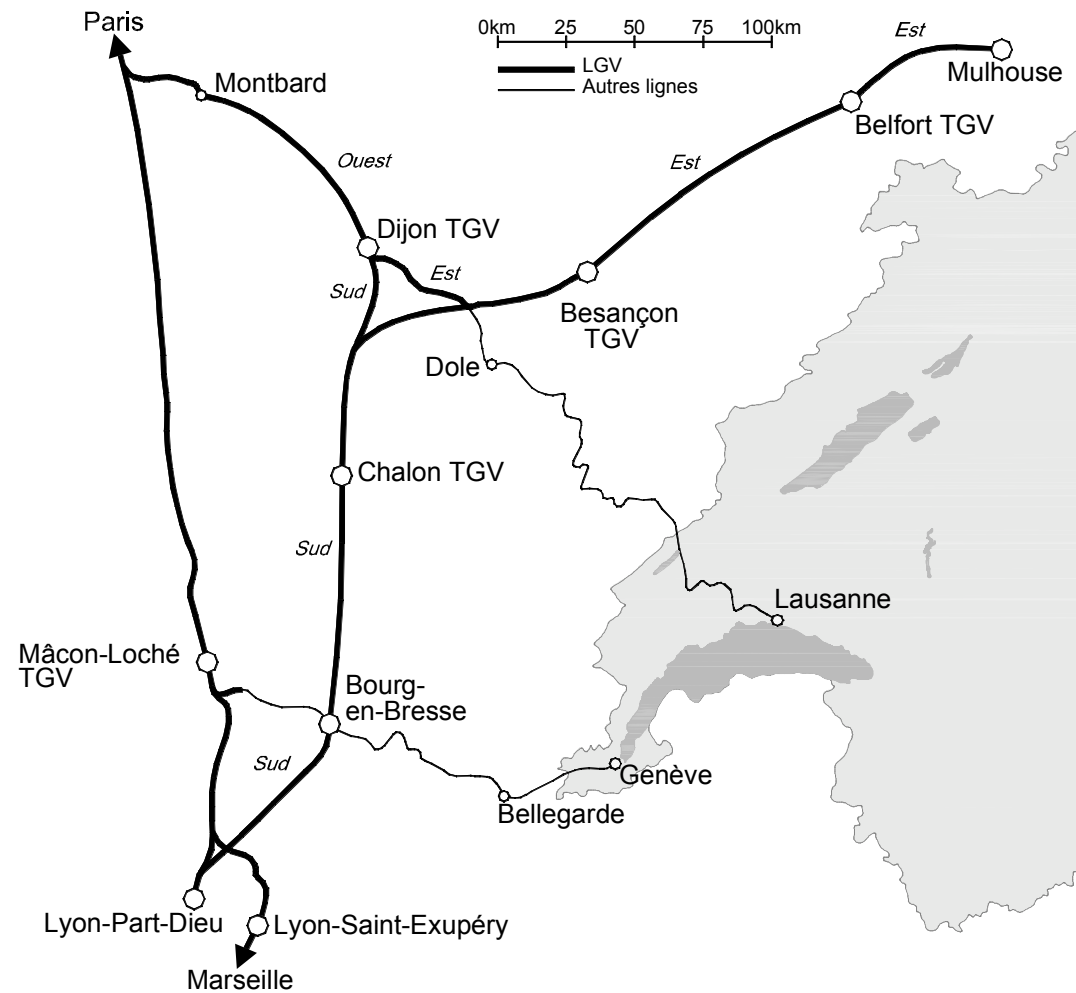 Paris
0km 25 50 75 100km
LGV
Autres lignes
Est
Mulhouse
Montbard
Belfort TGV
Ouest
Est
Dijon TGV
Est
Sud
Besançon
TGV
Dole
Chalon TGV
Sud
Lausanne
Mâcon-Loché
TGV
Bourg-
en-Bresse
Sud
Genève
Bellegarde
Lyon-Part-Dieu
Lyon-Saint-Exupéry
Marseille